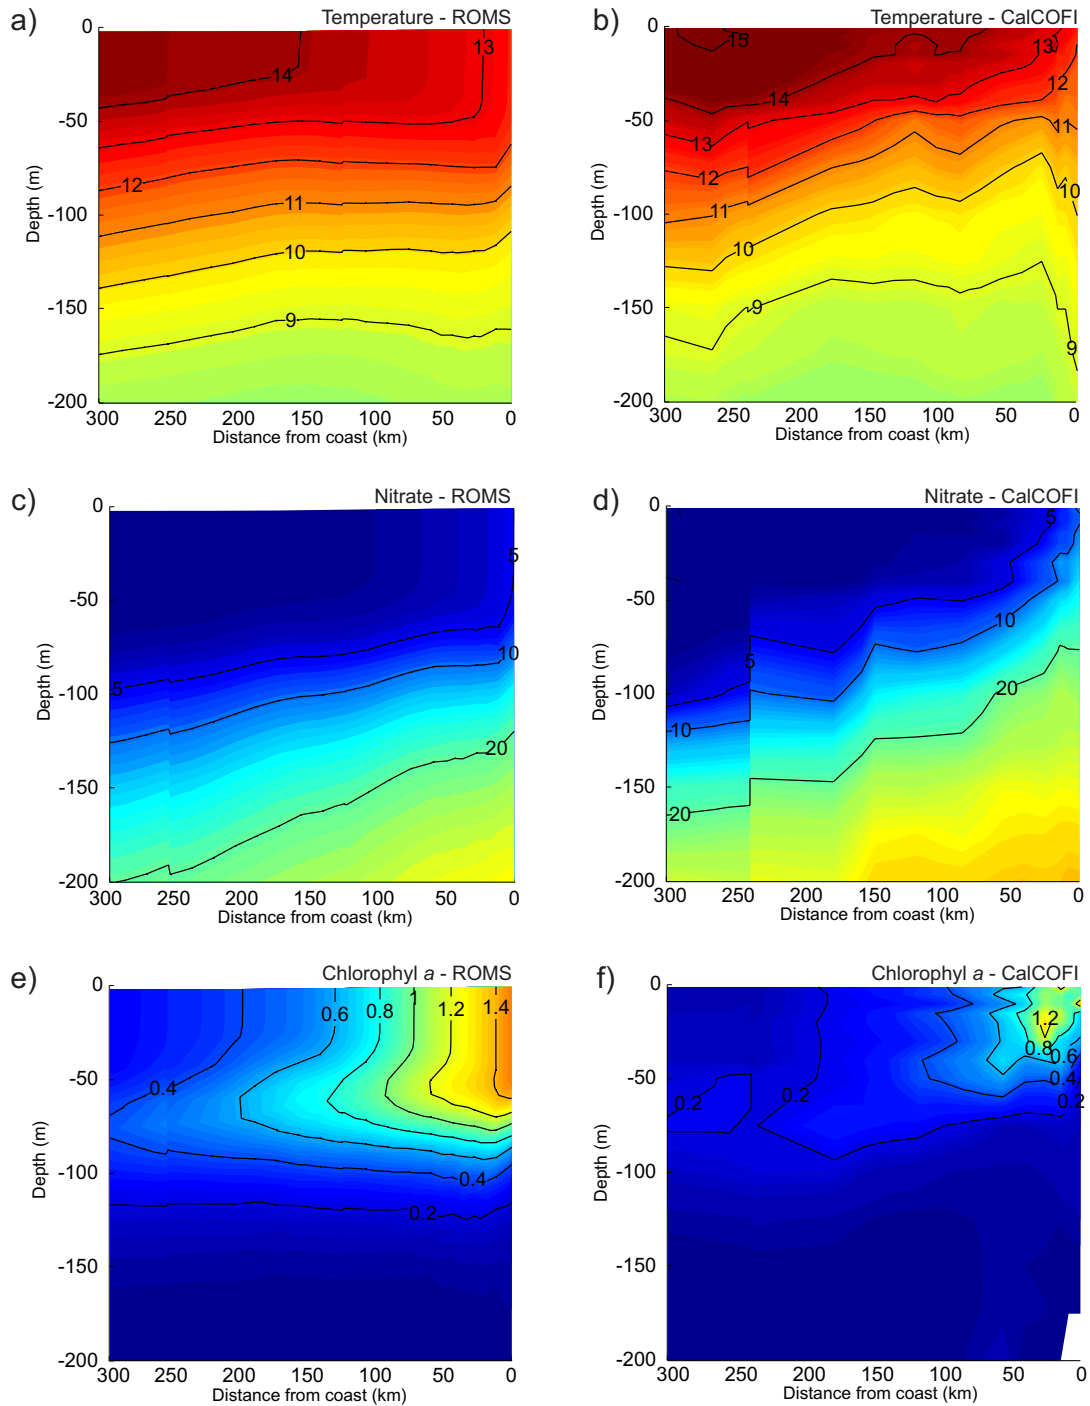 a)
Temperature - ROMS
0
-50
-100
-150
-200
Depth (m)
13
14
12
11
10
9
300 250 200 150 100 50 0
Distance from coast (km)
b)
Temperature - CalCOFI
0
-50
-100
-150
-200
Depth (m)
15
13
14
12
13
11
12
11
10
10
9
9
300 250 200 150 100 50 0
Distance from coast (km)
c)
Nitrate - ROMS
0
-50
-100
-150
-200
Depth (m)
5
10
5
20
300 250 200 150 100 50 0
Distance from coast (km)
d)
Nitrate - CalCOFI
0
-50
-100
-150
-200
Depth (m)
5
10
5
20
10
20
300 250 200 150 100 50 0
Distance from coast (km)
e)
Chlorophyl a - ROMS
0
-50
-100
-150
-200
Depth (m)
0.6
0.8
1
1.2
1.4
0.4
0.4
0.2
300 250 200 150 100 50 0
Distance from coast (km)
f)
Chlorophyl a - CalCOFI
0
-50
-100
-150
-200
Depth (m)
1.2
0.8
0.6
0.4
0.2
0.2
0.2
300 250 200 150 100 50 0
Distance from coast (km)